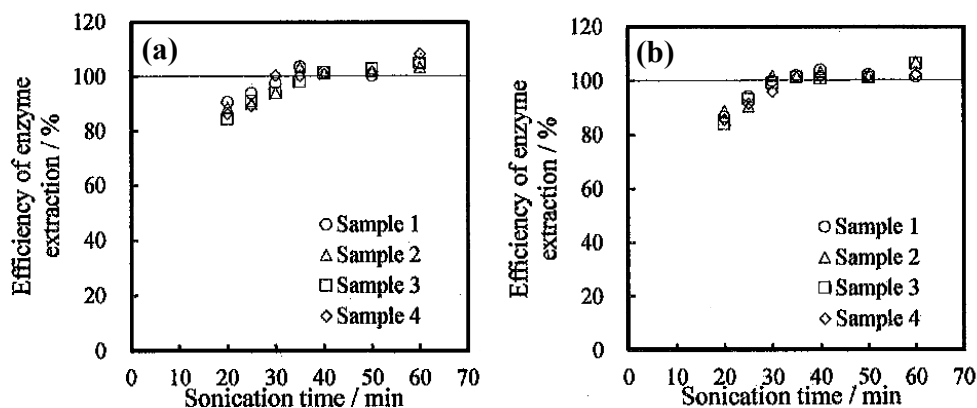 (a)
Efficiency of enzyme
extraction / %
120
100
80
60
40
20
0
Sample 1
Sample 2
Sample 3
Sample 4
0 10 20 30 40 50 60 70
Sonication time / min
(b)
Efficiency of enzyme
extraction / %
120
100
80
60
40
20
0
Sample 1
Sample 2
Sample 3
Sample 4
0 10 20 30 40 50 60 70
Sonication time / min